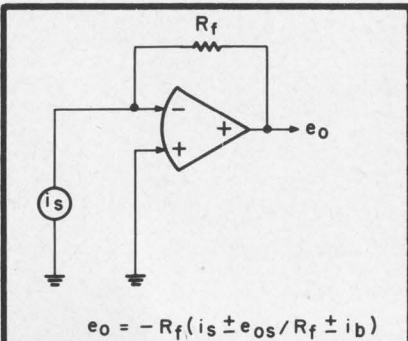 Rf
−
+
+
eo
is
eo = −Rf(is ± eos/Rf ± ib)